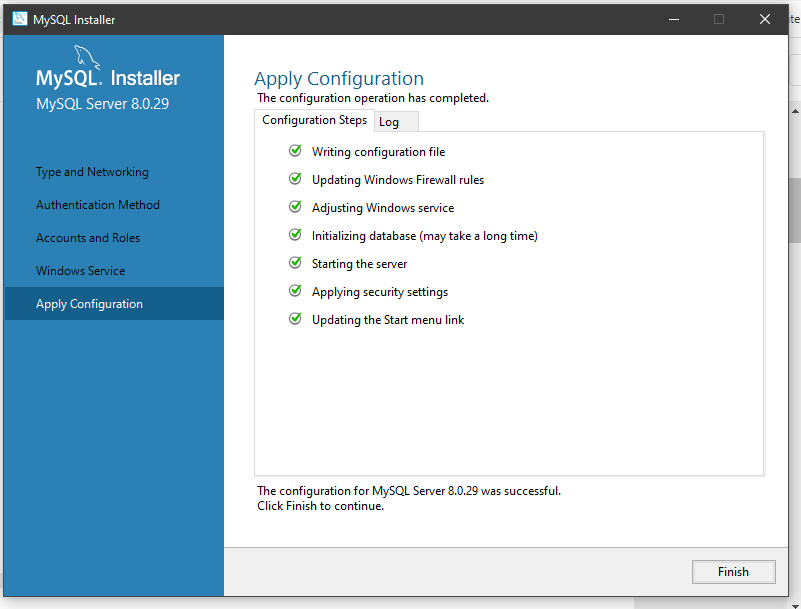 MySQL Installer
MySQL. Installer
MySQL Server 8.0.29
Type and Networking
Authentication Method
Accounts and Roles
Windows Service
Apply Configuration
Apply Configuration
The configuration operation has completed.
Configuration Steps Log
Writing configuration file
Updating Windows Firewall rules
Adjusting Windows service
Initializing database (may take a long time)
Starting the server
Applying security settings
Updating the Start menu link
The configuration for MySQL Server 8.0.29 was successful.
Click Finish to continue.
Finish